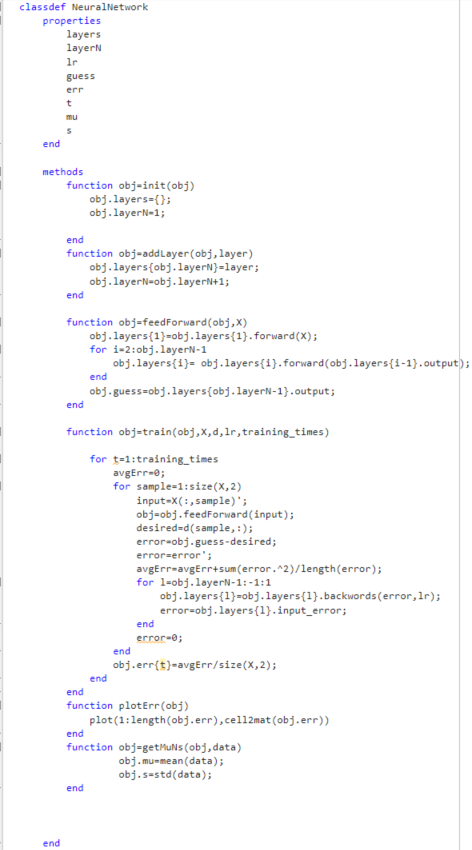 classdef NeuralNetwork
    properties
        layers
        layerN
        lr
        guess
        err
        t
        mu
        s
    end

    methods
        function obj=init(obj)
            obj.layers={};
            obj.layerN=1;

        end
        function obj=addLayer(obj,layer)
            obj.layers{obj.layerN}=layer;
            obj.layerN=obj.layerN+1;
        end

        function obj=feedForward(obj,X)
            obj.layers{1}=obj.layers{1}.forward(X);
            for i=2:obj.layerN-1
                obj.layers{i}= obj.layers{i}.forward(obj.layers{i-1}.output);
            end
            obj.guess=obj.layers{obj.layerN-1}.output;
        end

        function obj=train(obj,X,d,lr,training_times)

            for t=1:training_times
                avgErr=0;
                for sample=1:size(X,2)
                    input=X(:,sample)';
                    obj=obj.feedForward(input);
                    desired=d(sample,:);
                    error=obj.guess-desired;
                    error=error';
                    avgErr=avgErr+sum(error.^2)/length(error);
                    for l=obj.layerN-1:-1:1
                        obj.layers{l}=obj.layers{l}.backwords(error,lr);
                        error=obj.layers{l}.input_error;
                    end
                    error=0;
                end
                obj.err{t}=avgErr/size(X,2);
            end
        end
        function plotErr(obj)
            plot(1:length(obj.err),cell2mat(obj.err))
        end
        function obj=getMuNs(obj,data)
                 obj.mu=mean(data);
                 obj.s=std(data);
        end

    end